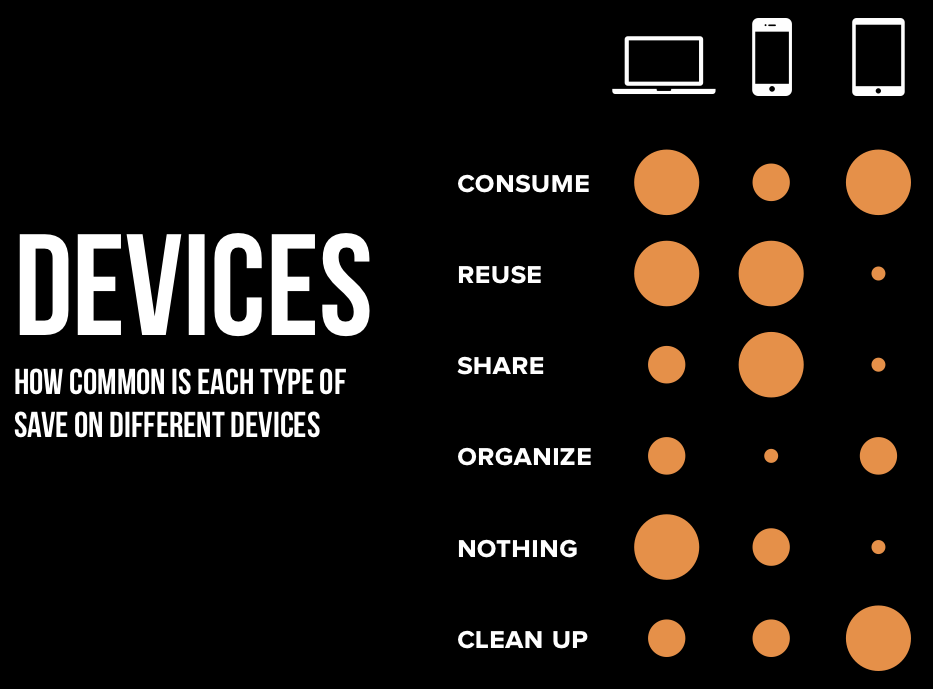 DEVICES
HOW COMMON IS EACH TYPE OF
SAVE ON DIFFERENT DEVICES
CONSUME
REUSE
SHARE
ORGANIZE
NOTHING
CLEAN UP